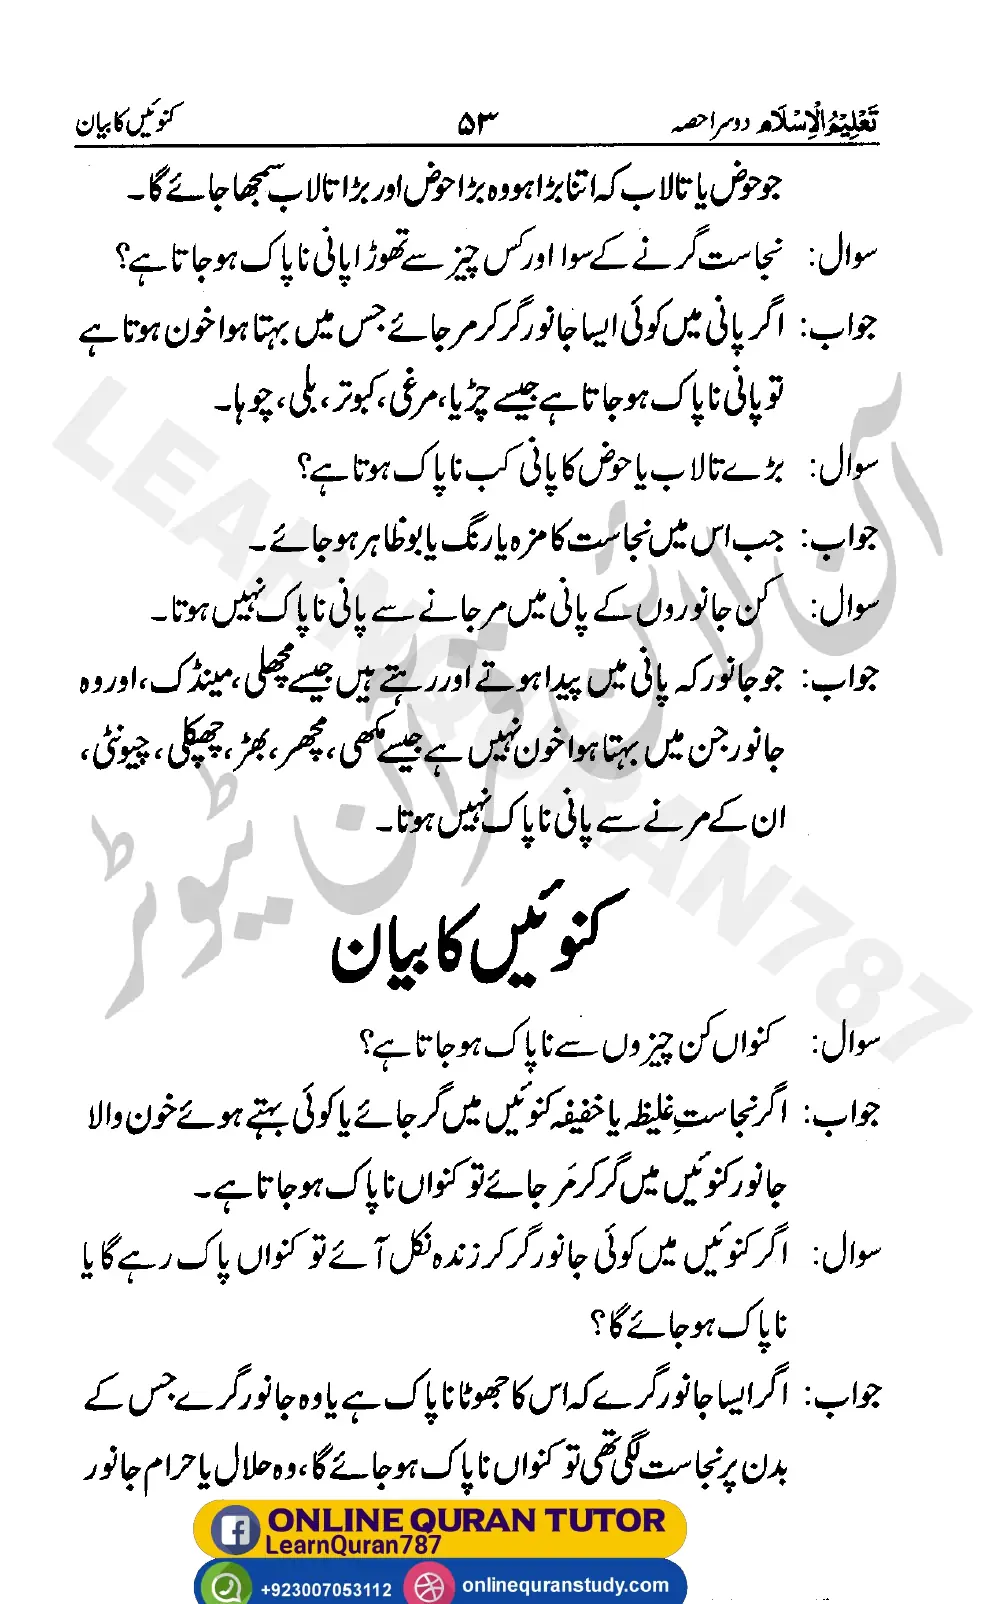 تَعْلِيْمُ الْاِسْلَام دوسرا حصہ ۵۳ کنوئیں کا بیان
جو حوض یا تالاب کہ اتنا بڑا ہو وہ بڑا حوض اور بڑا تالاب سمجھا جائے گا۔
سوال: نجاست گرنے کے سوا اور کس چیز سے تھوڑا پانی ناپاک ہو جاتا ہے؟
جواب: اگر پانی میں کوئی ایسا جانور گر کر مر جائے جس میں بہتا ہوا خون ہوتا ہے
تو پانی ناپاک ہو جاتا ہے جیسے چڑیا، مرغی، کبوتر، بلی، چوہا۔
سوال: بڑے تالاب یا حوض کا پانی کب ناپاک ہوتا ہے؟
جواب: جب اس میں نجاست کا مزہ یا رنگ یا بو ظاہر ہو جائے۔
سوال: کن جانوروں کے پانی میں مر جانے سے پانی ناپاک نہیں ہوتا۔
جواب: جو جانور کہ پانی میں پیدا ہوتے اور رہتے ہیں جیسے مچھلی، مینڈک، اور وہ
جانور جن میں بہتا ہوا خون نہیں ہے جیسے مکھی، مچھر، بھڑ، چھپکلی، چیونٹی،
ان کے مرنے سے پانی ناپاک نہیں ہوتا۔
کنوئیں کا بیان
سوال: کنواں کن چیزوں سے ناپاک ہو جاتا ہے؟
جواب: اگر نجاستِ غلیظہ یا خفیفہ کنوئیں میں گر جائے یا کوئی بہتے ہوئے خون والا
جانور کنوئیں میں گر کر مَر جائے تو کنواں ناپاک ہو جاتا ہے۔
سوال: اگر کنوئیں میں کوئی جانور گر کر زندہ نکل آئے تو کنواں پاک رہے گا یا
ناپاک ہو جائے گا؟
جواب: اگر ایسا جانور گرے کہ اس کا جھوٹا ناپاک ہے یا وہ جانور گرے جس کے
بدن پر نجاست لگی تھی تو کنواں ناپاک ہو جائے گا، وہ حلال یا حرام جانور
LEARNQURAN787
آن لائن قرآن ٹیوٹر
ONLINE QURAN TUTOR
LearnQuran787
+923007053112 onlinequranstudy.com